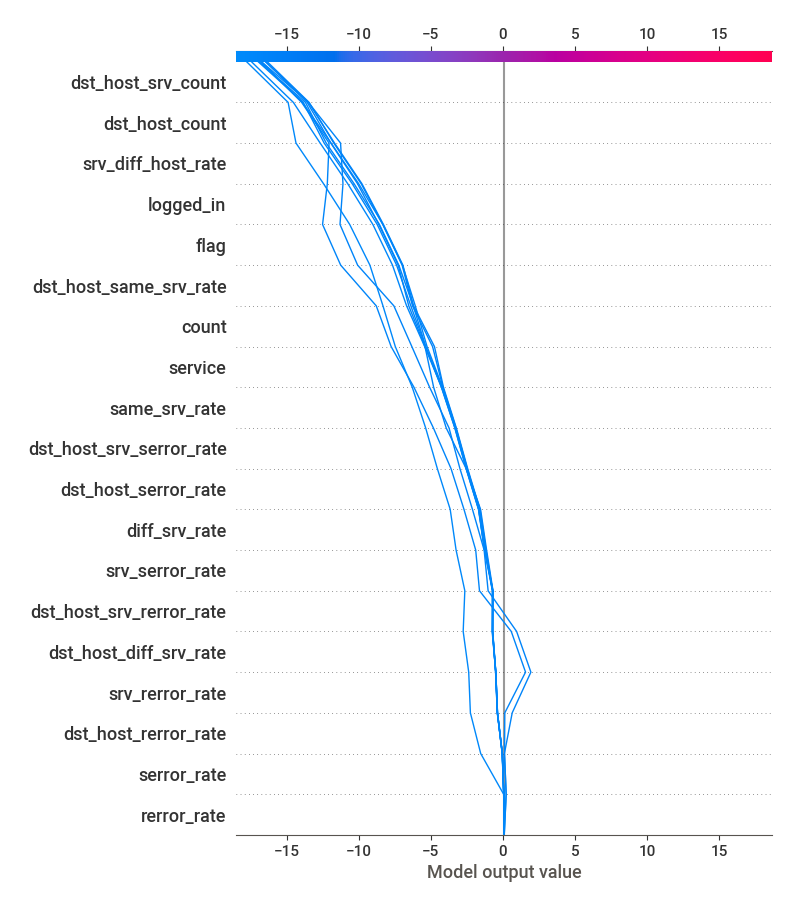 −15 −10 −5 0 5 10 15
dst_host_srv_count
dst_host_count
srv_diff_host_rate
logged_in
flag
dst_host_same_srv_rate
count
service
same_srv_rate
dst_host_srv_serror_rate
dst_host_serror_rate
diff_srv_rate
srv_serror_rate
dst_host_srv_rerror_rate
dst_host_diff_srv_rate
srv_rerror_rate
dst_host_rerror_rate
serror_rate
rerror_rate
−15 −10 −5 0 5 10 15
Model output value